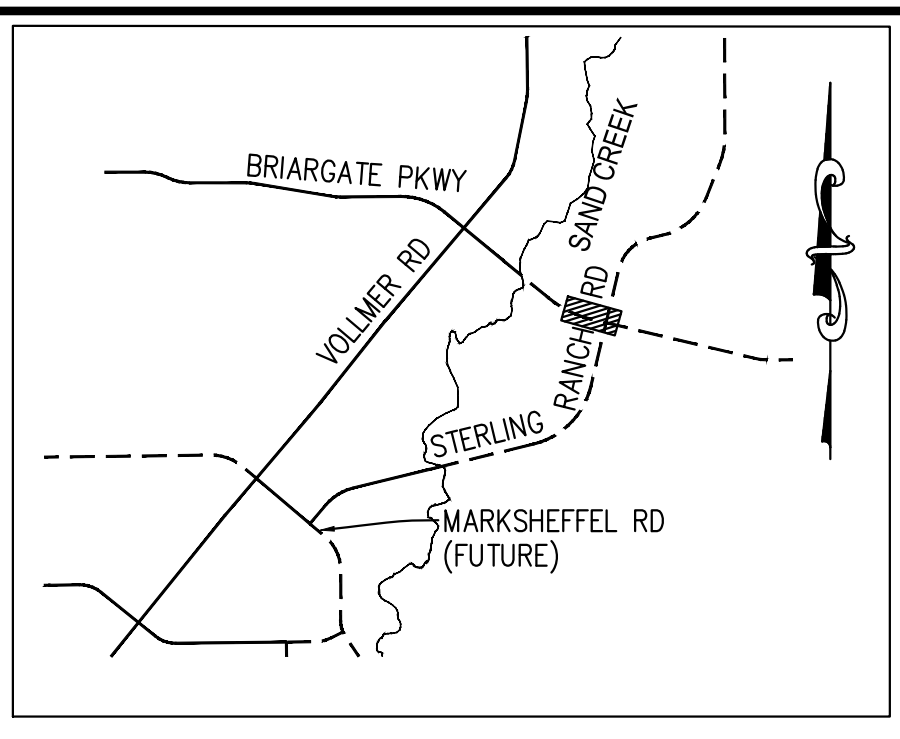 BRIARGATE PKWY
SAND CREEK
VOLLMER RD
STERLING RANCH RD
MARKSHEFFEL RD
(FUTURE)